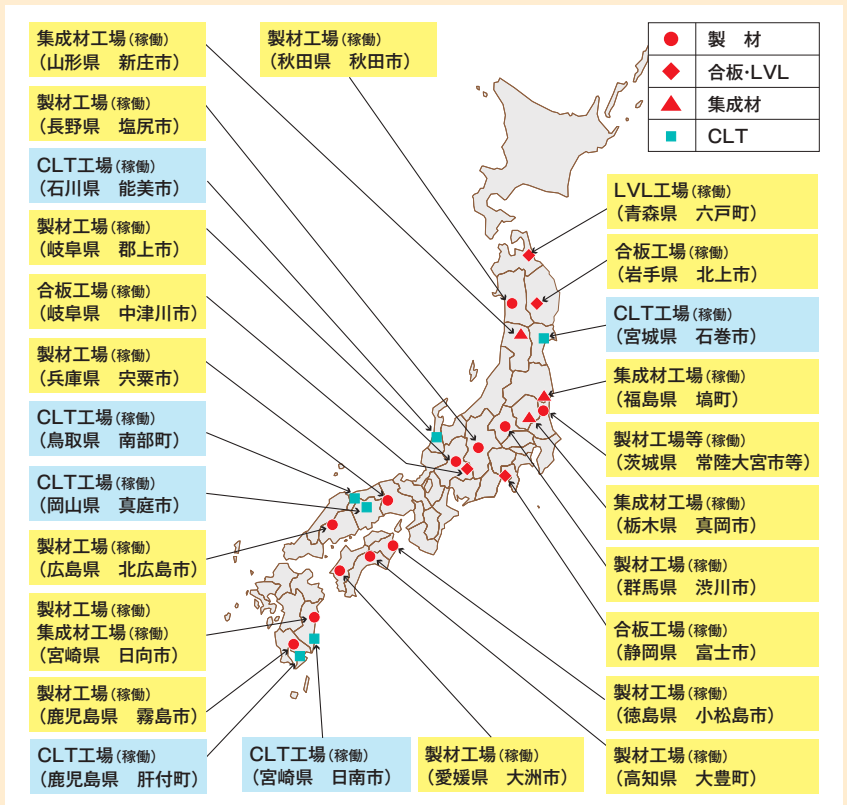 集成材工場(稼働)
(山形県　新庄市)
製材工場(稼働)
(秋田県　秋田市)
製材工場(稼働)
(長野県　塩尻市)
CLT工場(稼働)
(石川県　能美市)
製材工場(稼働)
(岐阜県　郡上市)
合板工場(稼働)
(岐阜県　中津川市)
製材工場(稼働)
(兵庫県　宍粟市)
CLT工場(稼働)
(鳥取県　南部町)
CLT工場(稼働)
(岡山県　真庭市)
製材工場(稼働)
(広島県　北広島市)
製材工場(稼働)
集成材工場(稼働)
(宮崎県　日向市)
製材工場(稼働)
(鹿児島県　霧島市)
CLT工場(稼働)
(鹿児島県　肝付町)
CLT工場(稼働)
(宮崎県　日南市)
製材工場(稼働)
(愛媛県　大洲市)
製　材
合板・LVL
集成材
CLT
LVL工場(稼働)
(青森県　六戸町)
合板工場(稼働)
(岩手県　北上市)
CLT工場(稼働)
(宮城県　石巻市)
集成材工場(稼働)
(福島県　塙町)
製材工場等(稼働)
(茨城県　常陸大宮市等)
集成材工場(稼働)
(栃木県　真岡市)
製材工場(稼働)
(群馬県　渋川市)
合板工場(稼働)
(静岡県　富士市)
製材工場(稼働)
(徳島県　小松島市)
製材工場(稼働)
(高知県　大豊町)